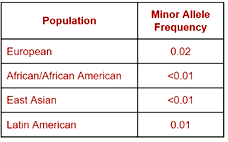 Population Minor Allele Frequency
European 0.02
African/African American <0.01
East Asian <0.01
Latin American 0.01